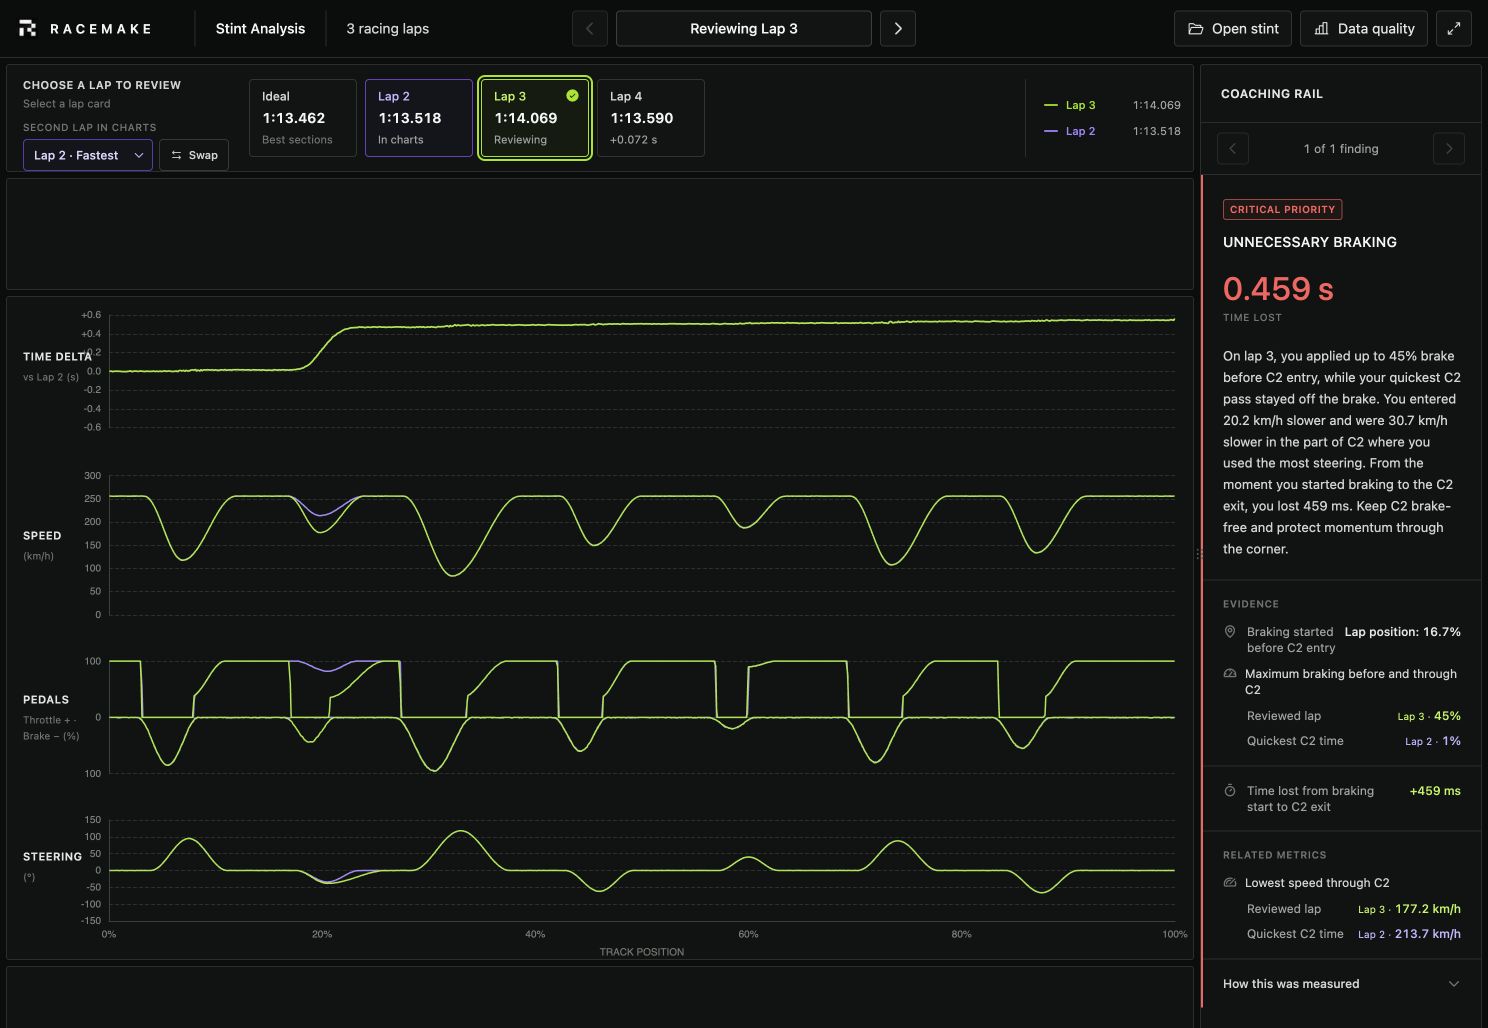 RACEMAKE
Stint Analysis
3 racing laps
Reviewing Lap 3
Open stint
Data quality
CHOOSE A LAP TO REVIEW
Select a lap card
SECOND LAP IN CHARTS
Lap 2 · Fastest
Swap
Ideal
1:13.462
Best sections
Lap 2
1:13.518
In charts
Lap 3
1:14.069
Reviewing
Lap 4
1:13.590
+0.072 s
Lap 3 1:14.069
Lap 2 1:13.518
TIME DELTA
vs Lap 2 (s)
+0.6
+0.4
+0.2
0.0
-0.2
-0.4
-0.6
SPEED
(km/h)
300
250
200
150
100
50
0
PEDALS
Throttle + ·
Brake − (%)
100
0
100
STEERING
(°)
150
100
50
0
-50
-100
-150
0% 20% 40% 60% 80% 100%
TRACK POSITION
COACHING RAIL
1 of 1 finding
CRITICAL PRIORITY
UNNECESSARY BRAKING
0.459 s
TIME LOST
On lap 3, you applied up to 45% brake
before C2 entry, while your quickest C2
pass stayed off the brake. You entered
20.2 km/h slower and were 30.7 km/h
slower in the part of C2 where you
used the most steering. From the
moment you started braking to the C2
exit, you lost 459 ms. Keep C2 brake-
free and protect momentum through
the corner.
EVIDENCE
Braking started Lap position: 16.7%
before C2 entry
Maximum braking before and through
C2
Reviewed lap Lap 3 · 45%
Quickest C2 time Lap 2 · 1%
Time lost from braking +459 ms
start to C2 exit
RELATED METRICS
Lowest speed through C2
Reviewed lap Lap 3 · 177.2 km/h
Quickest C2 time Lap 2 · 213.7 km/h
How this was measured